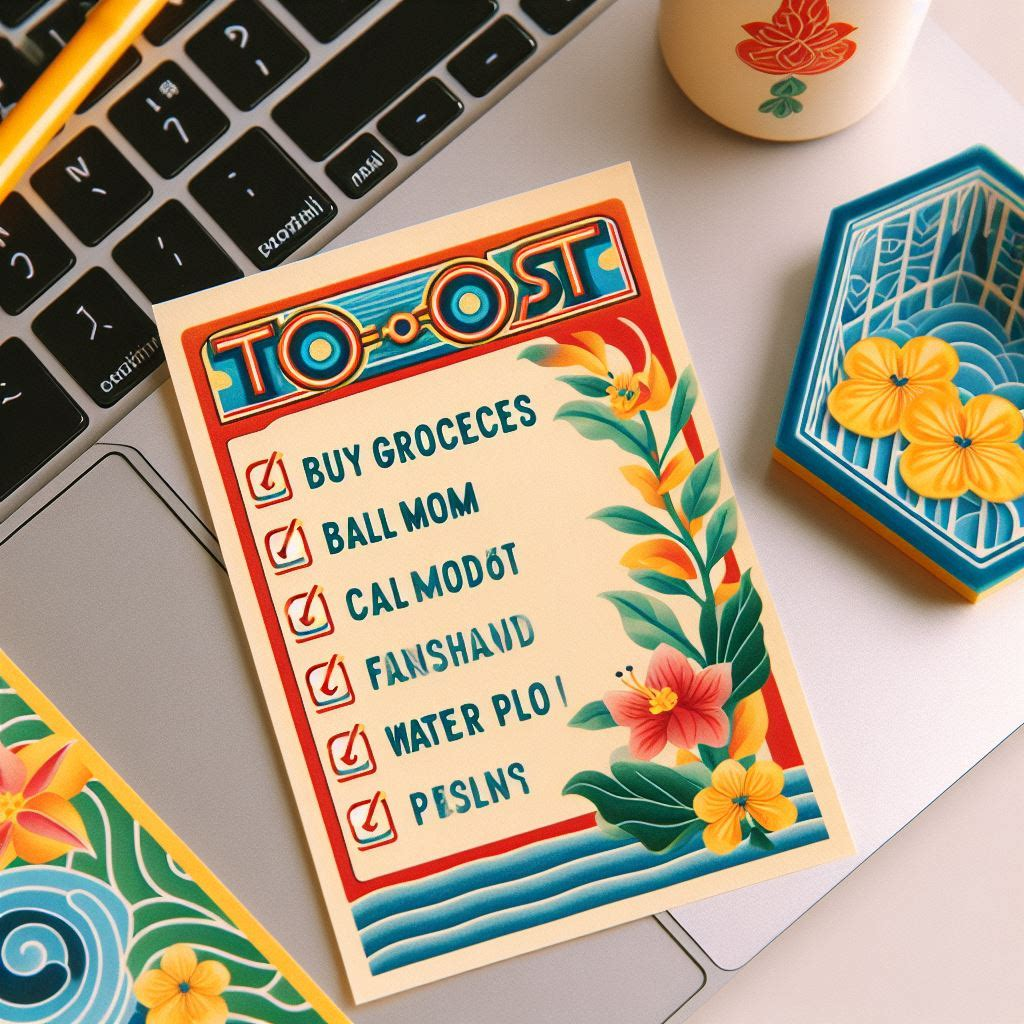 TO-O-OST
BUY GROCECES
BALL MOM
CAL MODOT
FANSHAUD
WATER PLO
PESLNS